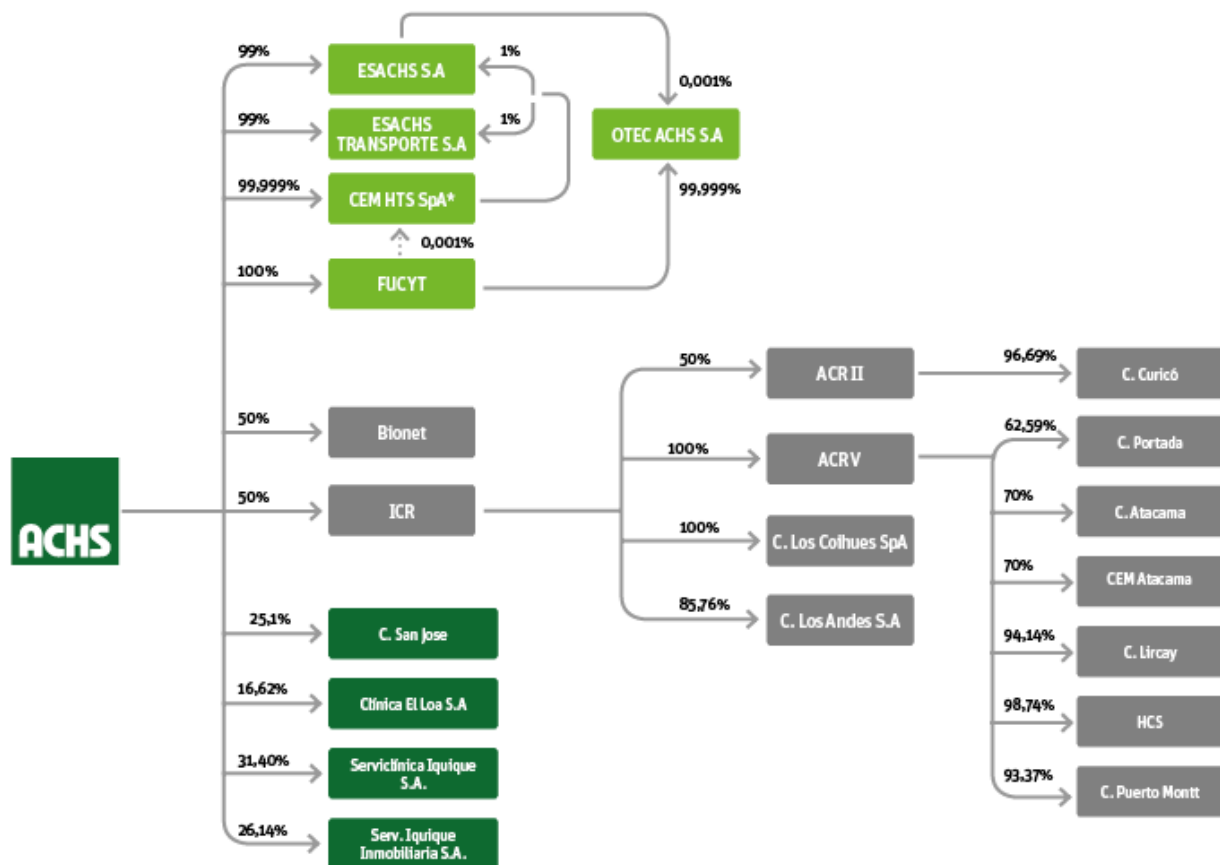 99%
ESACHS S.A
1%
0,001%
99%
ESACHS
TRANSPORTE S.A
1%
OTEC ACHS S.A
99,999%
CEM HTS SpA*
99,999%
0,001%
100%
FUCYT
50%
ACR II
96,69%
C. Curicó
50%
Bionet
100%
ACR V
62,59%
C. Portada
ACHS
50%
ICR
70%
C. Atacama
100%
C. Los Coihues SpA
70%
CEM Atacama
85,76%
C. Los Andes S.A
94,14%
C. Lircay
25,1%
C. San Jose
98,74%
HCS
16,62%
Clínica El Loa S.A
93,37%
C. Puerto Montt
31,40%
Serviclínica Iquique
S.A.
26,14%
Serv. Iquique
Inmobiliaria S.A.